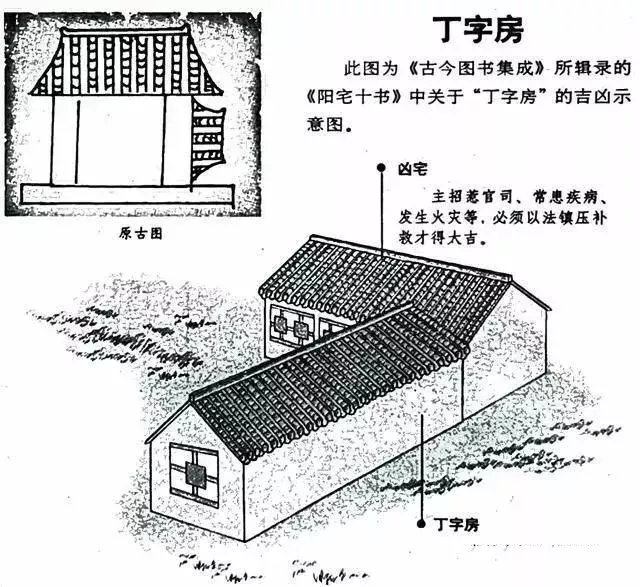 丁字房
此图为《古今图书集成》所辑录的
《阳宅十书》中关于“丁字房”的吉凶示
意图。
凶宅
主招惹官司、常患疾病、
发生火灾等，必须以法镇压补
救才得大吉。
原古图
丁字房